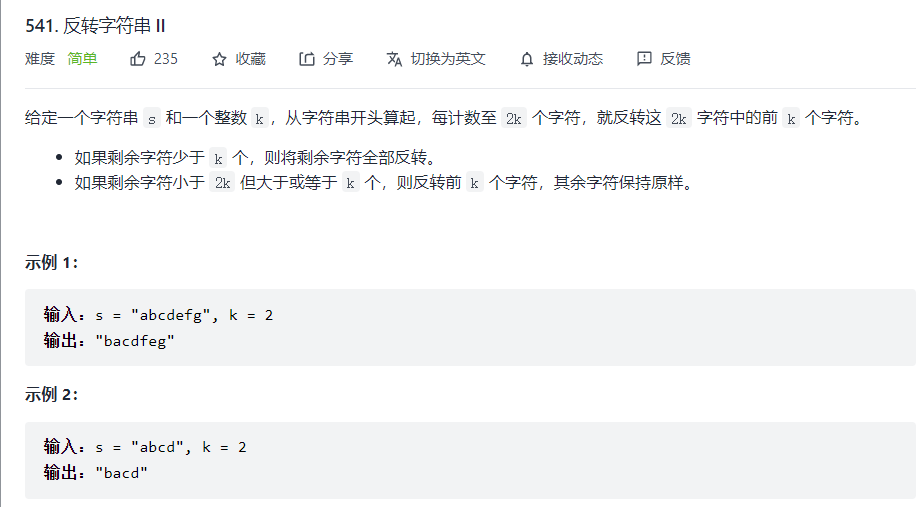 541. 反转字符串 II
难度 简单 235 收藏 分享 切换为英文 接收动态 反馈
给定一个字符串 s 和一个整数 k，从字符串开头算起，每计数至 2k 个字符，就反转这 2k 字符中的前 k 个字符。
如果剩余字符少于 k 个，则将剩余字符全部反转。
如果剩余字符小于 2k 但大于或等于 k 个，则反转前 k 个字符，其余字符保持原样。
示例 1：
输入：s = "abcdefg", k = 2
输出："bacdfeg"
示例 2：
输入：s = "abcd", k = 2
输出："bacd"